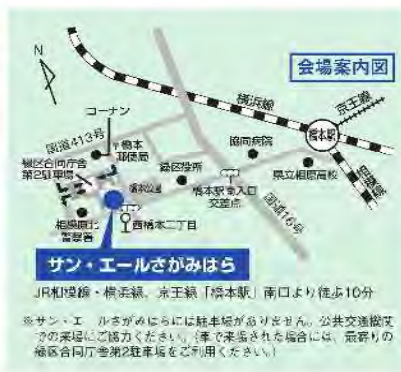 会場案内図
N
横浜線
京王線
コーナン
国道413号
〒橋本
郵便局
協同病院
橋本駅
緑区合同庁舎
第2駐車場
橋本公園
緑区役所
橋本駅南入口
交差点
県立相原高校
相模線
国道16号
相模原北
警察署
西橋本二丁目
サン・エールさがみはら
JR相模線・横浜線、京王線「橋本駅」南口より徒歩10分
※サン・エールさがみはらには駐車場がありません。公共交通機関
での来場にご協力ください。（車で来場された場合には、最寄りの
緑区合同庁舎第2駐車場をご利用ください。）